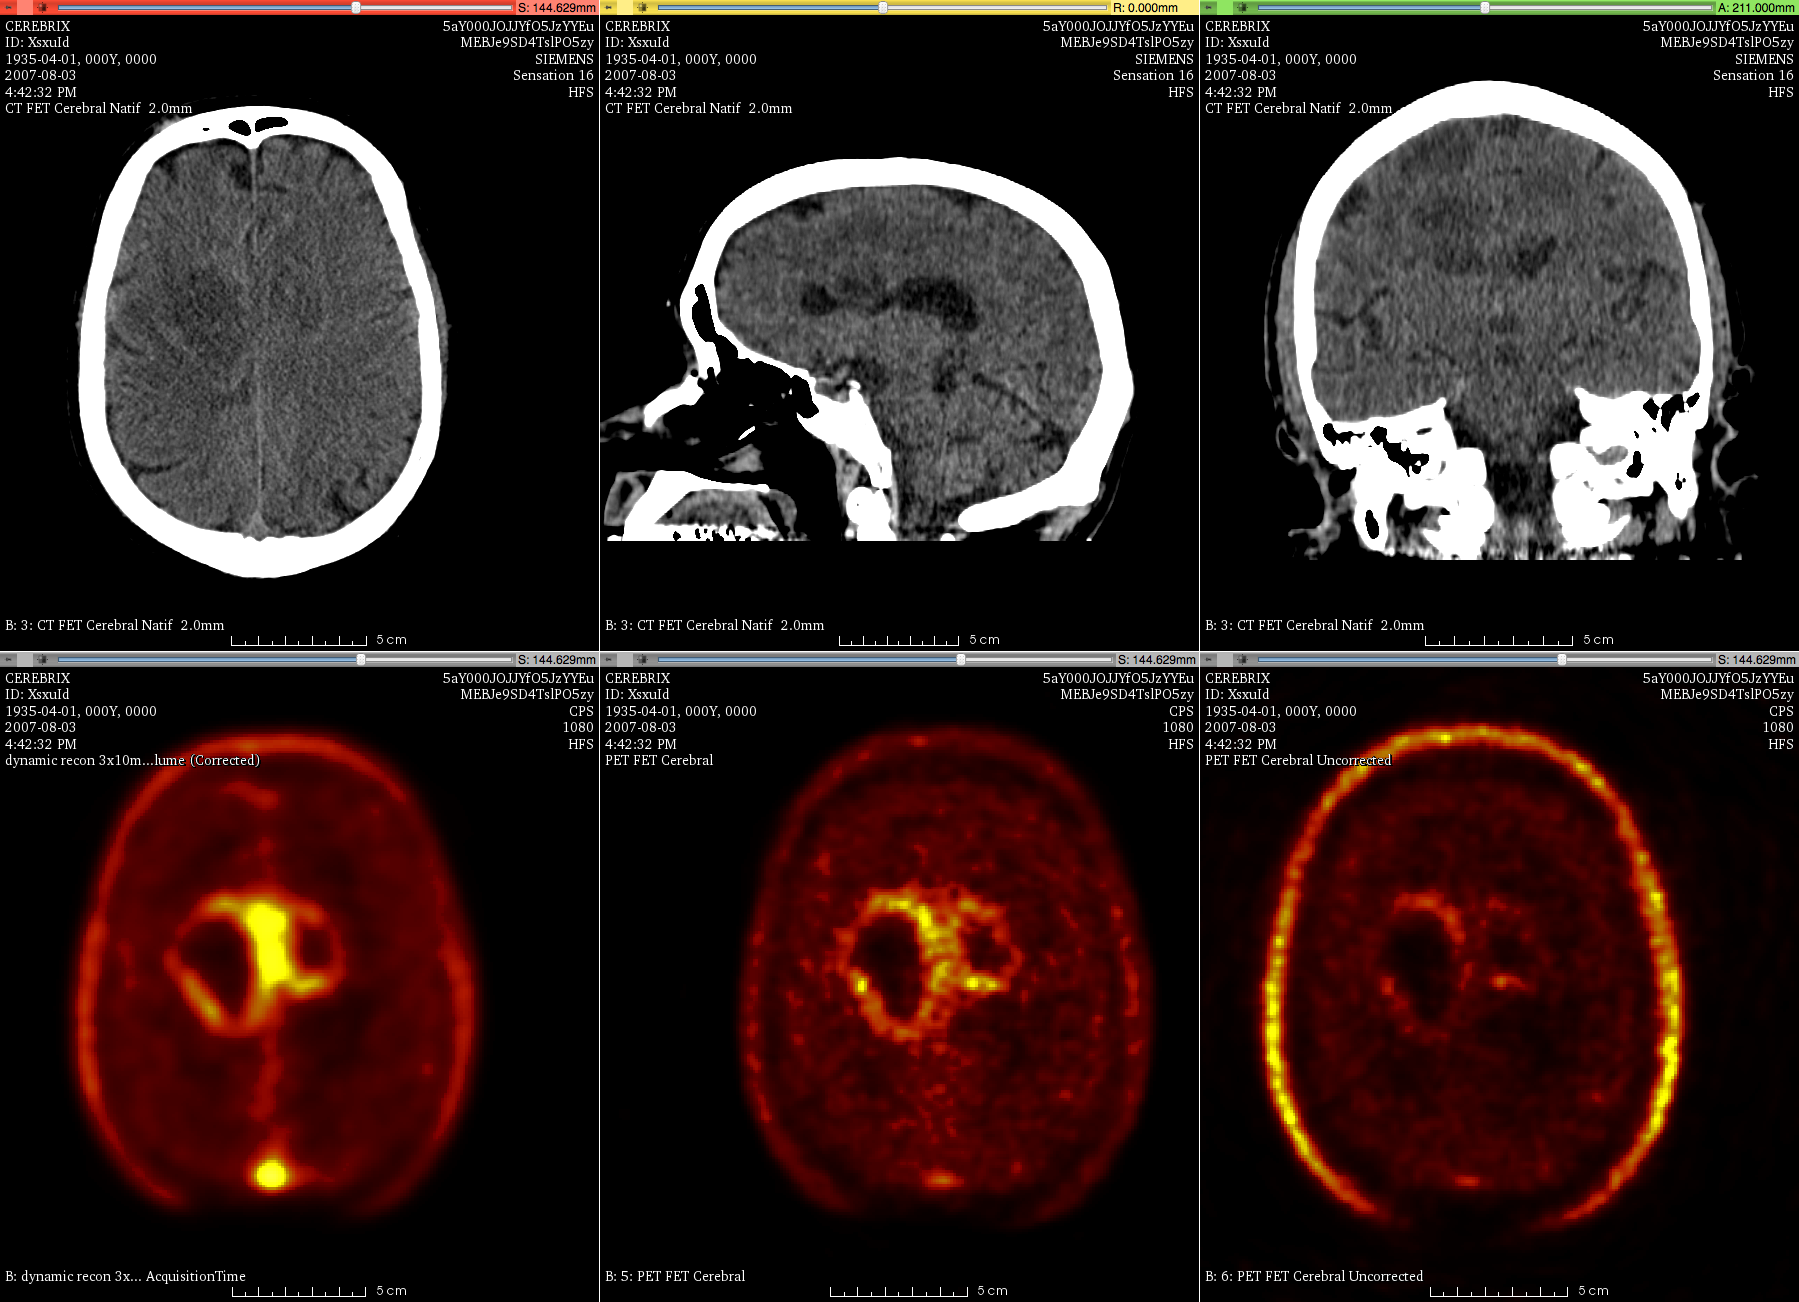 S: 144.629mm
CEREBRIX
ID: XsxuId
1935-04-01, 000Y, 0000
2007-08-03
4:42:32 PM
CT FET Cerebral Natif 2.0mm
5aY000JOJJYfO5JzYYEu
MEBJe9SD4TslPO5zy
SIEMENS
Sensation 16
HFS
B: 3: CT FET Cerebral Natif 2.0mm
5 cm
R: 0.000mm
CEREBRIX
ID: XsxuId
1935-04-01, 000Y, 0000
2007-08-03
4:42:32 PM
CT FET Cerebral Natif 2.0mm
5aY000JOJJYfO5JzYYEu
MEBJe9SD4TslPO5zy
SIEMENS
Sensation 16
HFS
B: 3: CT FET Cerebral Natif 2.0mm
5 cm
A: 211.000mm
CEREBRIX
ID: XsxuId
1935-04-01, 000Y, 0000
2007-08-03
4:42:32 PM
CT FET Cerebral Natif 2.0mm
5aY000JOJJYfO5JzYYEu
MEBJe9SD4TslPO5zy
SIEMENS
Sensation 16
HFS
B: 3: CT FET Cerebral Natif 2.0mm
5 cm
S: 144.629mm
CEREBRIX
ID: XsxuId
1935-04-01, 000Y, 0000
2007-08-03
4:42:32 PM
dynamic recon 3x10m...lume (Corrected)
5aY000JOJJYfO5JzYYEu
MEBJe9SD4TslPO5zy
CPS
1080
HFS
B: dynamic recon 3x... AcquisitionTime
5 cm
S: 144.629mm
CEREBRIX
ID: XsxuId
1935-04-01, 000Y, 0000
2007-08-03
4:42:32 PM
PET FET Cerebral
5aY000JOJJYfO5JzYYEu
MEBJe9SD4TslPO5zy
CPS
1080
HFS
B: 5: PET FET Cerebral
5 cm
S: 144.629mm
CEREBRIX
ID: XsxuId
1935-04-01, 000Y, 0000
2007-08-03
4:42:32 PM
PET FET Cerebral Uncorrected
5aY000JOJJYfO5JzYYEu
MEBJe9SD4TslPO5zy
CPS
1080
HFS
B: 6: PET FET Cerebral Uncorrected
5 cm